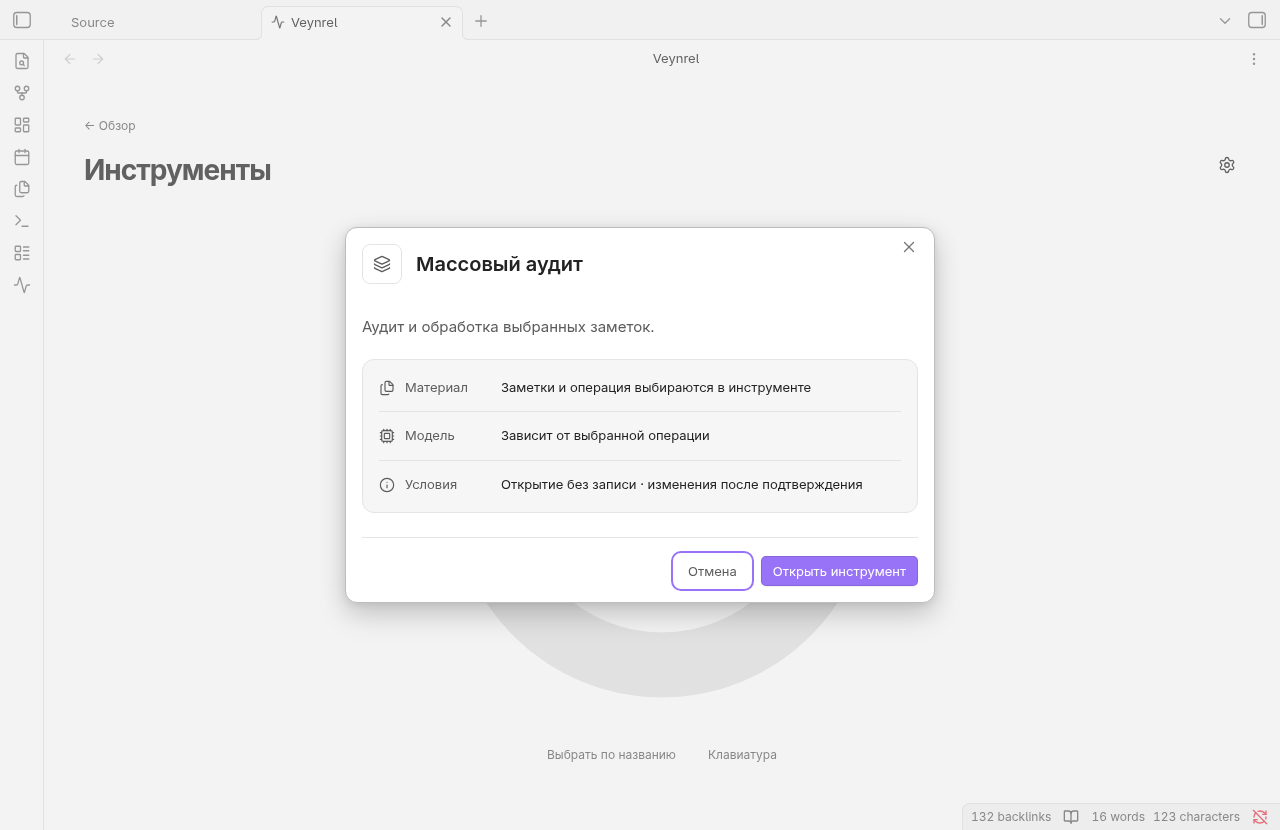 Source
Veynrel
Veynrel
← Обзор
Инструменты
Массовый аудит
Аудит и обработка выбранных заметок.
Материал Заметки и операция выбираются в инструменте
Модель Зависит от выбранной операции
Условия Открытие без записи · изменения после подтверждения
Отмена Открыть инструмент
Выбрать по названию Клавиатура
132 backlinks 16 words 123 characters